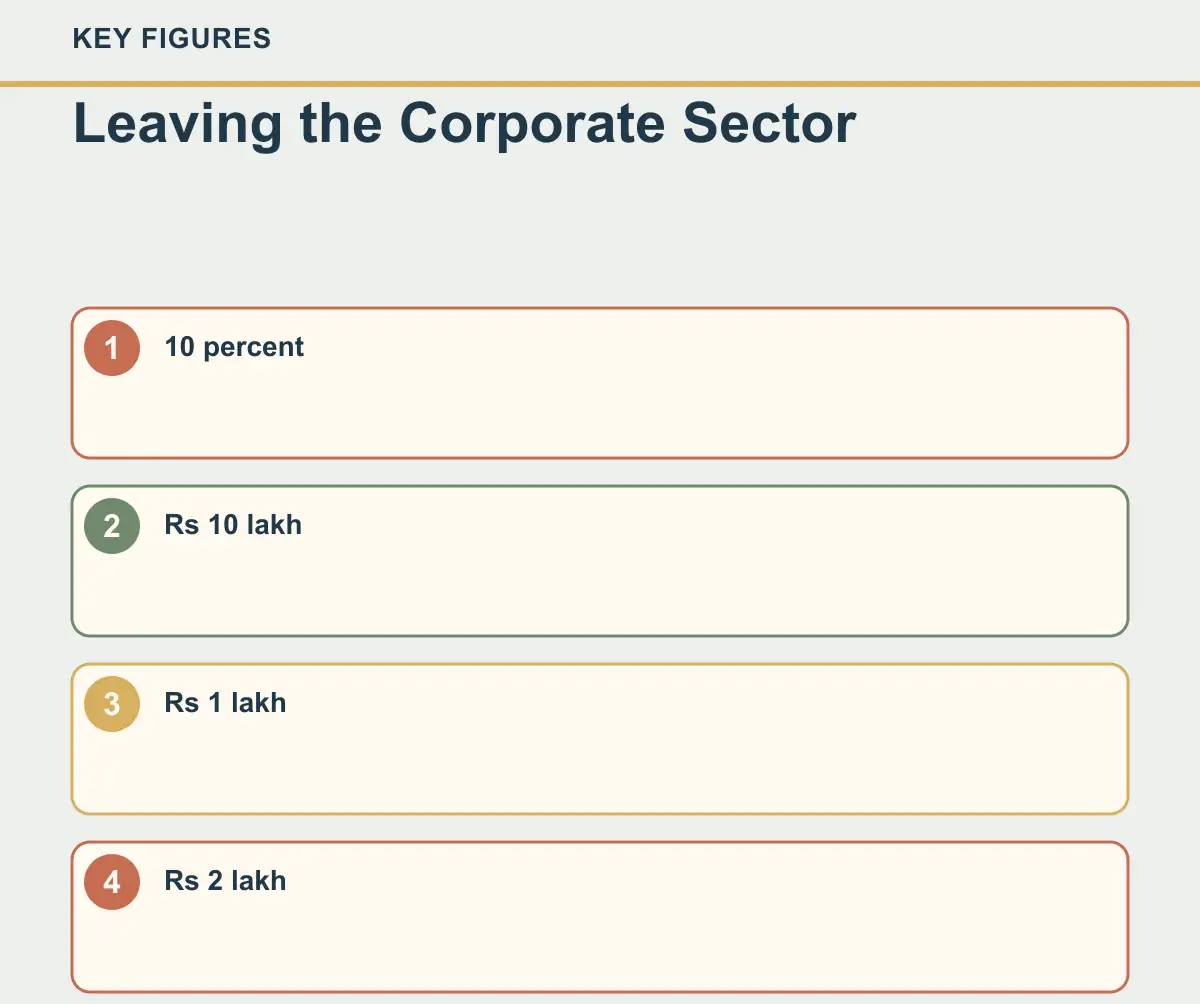 KEY FIGURES
Leaving the Corporate Sector
1 10 percent
2 Rs 10 lakh
3 Rs 1 lakh
4 Rs 2 lakh